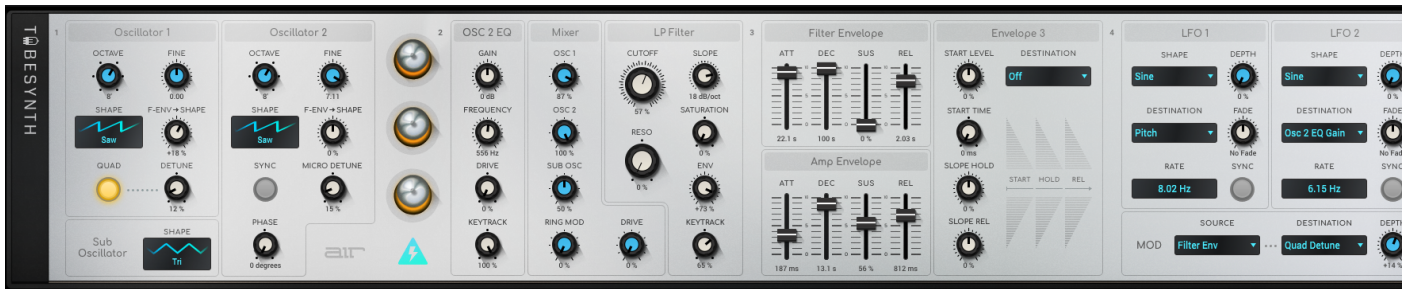 TUBESYNTH
1
Oscillator 1
OCTAVE
FINE
8'
0.00
SHAPE
F-ENV→SHAPE
Saw
+18 %
QUAD
DETUNE
12 %
Sub
Oscillator
SHAPE
Tri
Oscillator 2
OCTAVE
FINE
8'
7.11
SHAPE
F-ENV→SHAPE
Saw
0 %
SYNC
MICRO DETUNE
15 %
PHASE
0 degrees
air
2
OSC 2 EQ
GAIN
0 dB
FREQUENCY
556 Hz
DRIVE
0 %
KEYTRACK
100 %
Mixer
OSC 1
87 %
OSC 2
100 %
SUB OSC
50 %
RING MOD
0 %
DRIVE
0 %
LP Filter
CUTOFF
SLOPE
57 %
18 dB/oct
RESO
SATURATION
0 %
0 %
ENV
+73 %
KEYTRACK
65 %
3
Filter Envelope
ATT DEC SUS REL
22.1 s 100 s 0 % 2.03 s
Amp Envelope
ATT DEC SUS REL
187 ms 13.1 s 56 % 812 ms
Envelope 3
START LEVEL
DESTINATION
Off
0 %
START TIME
0 ms
SLOPE HOLD
0 %
START HOLD REL
SLOPE REL
0 %
4
LFO 1
SHAPE
DEPTH
Sine
0 %
DESTINATION
FADE
Pitch
No Fade
RATE
SYNC
8.02 Hz
LFO 2
SHAPE
DEPTH
Sine
0 %
DESTINATION
FADE
Osc 2 EQ Gain
No Fade
RATE
SYNC
6.15 Hz
SOURCE
DESTINATION
DEPTH
MOD
Filter Env
Quad Detune
+14 %